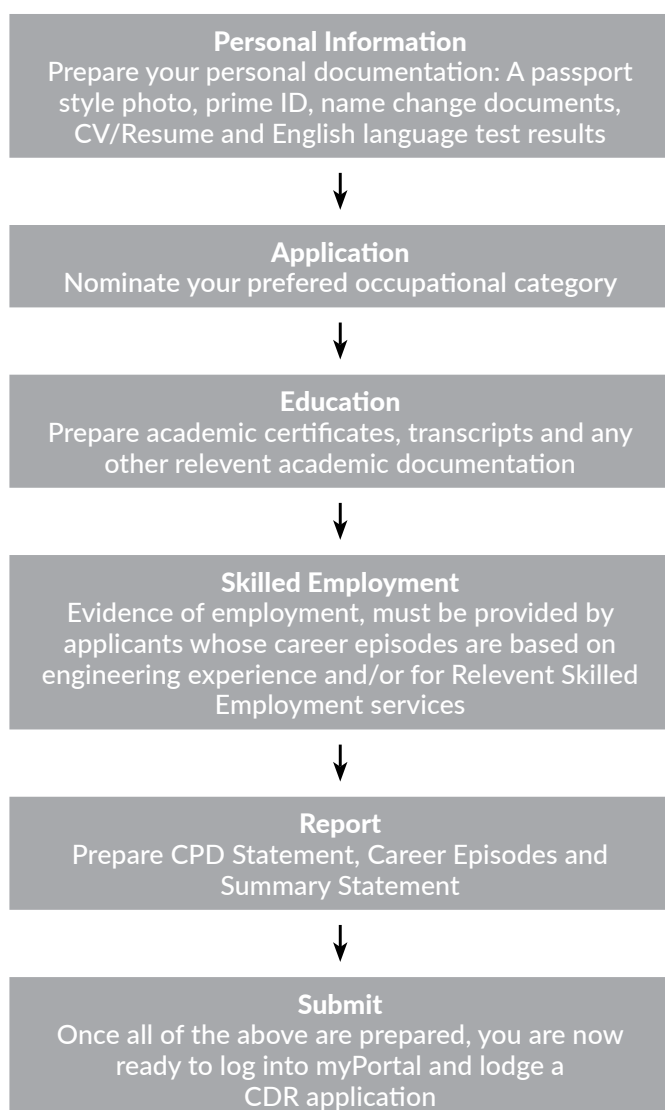 Personal Information
Prepare your personal documentation: A passport
style photo, prime ID, name change documents,
CV/Resume and English language test results
Application
Nominate your prefered occupational category
Education
Prepare academic certificates, transcripts and any
other relevent academic documentation
Skilled Employment
Evidence of employment, must be provided by
applicants whose career episodes are based on
engineering experience and/or for Relevent Skilled
Employment services
Report
Prepare CPD Statement, Career Episodes and
Summary Statement
Submit
Once all of the above are prepared, you are now
ready to log into myPortal and lodge a
CDR application